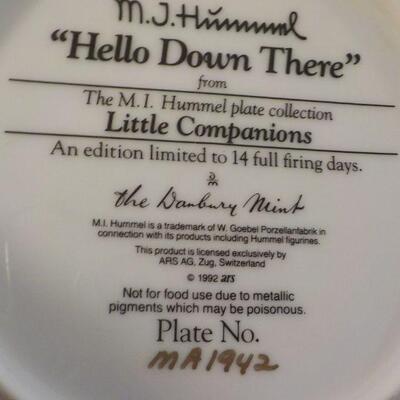 M.J.Hummel
"Hello Down There"
from
The M.I. Hummel plate collection
Little Companions
An edition limited to 14 full firing days.
DM
the Danbury Mint
M.I. Hummel is a trademark of W. Goebel Porzellanfabrik in
connection with its products including Hummel figurines.
This product is licensed exclusively by
ARS AG, Zug, Switzerland
© 1992 ars
Not for food use due to metallic
pigments which may be poisonous.
Plate No.
MA1942